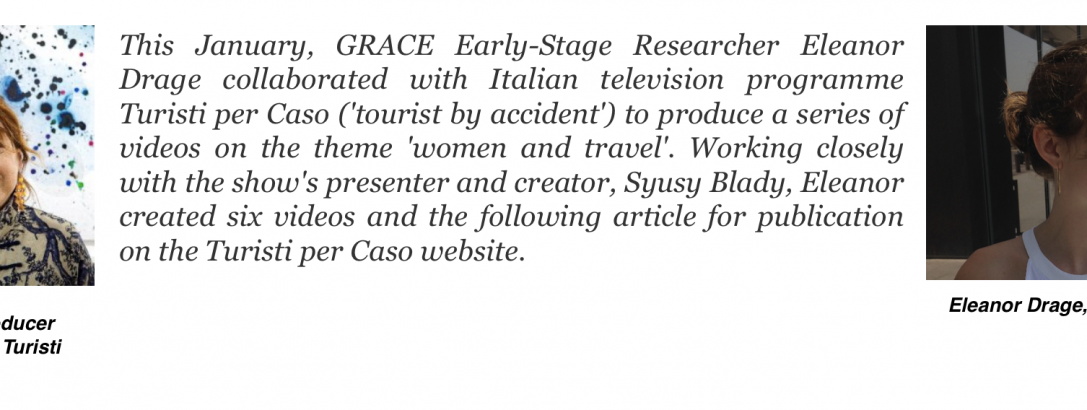 This January, GRACE Early-Stage Researcher Eleanor
Drage collaborated with Italian television programme
Turisti per Caso ('tourist by accident') to produce a series of
videos on the theme 'women and travel'. Working closely
with the show's presenter and creator, Syusy Blady, Eleanor
created six videos and the following article for publication
on the Turisti per Caso website.
Eleanor Drage,
ducer
Turisti